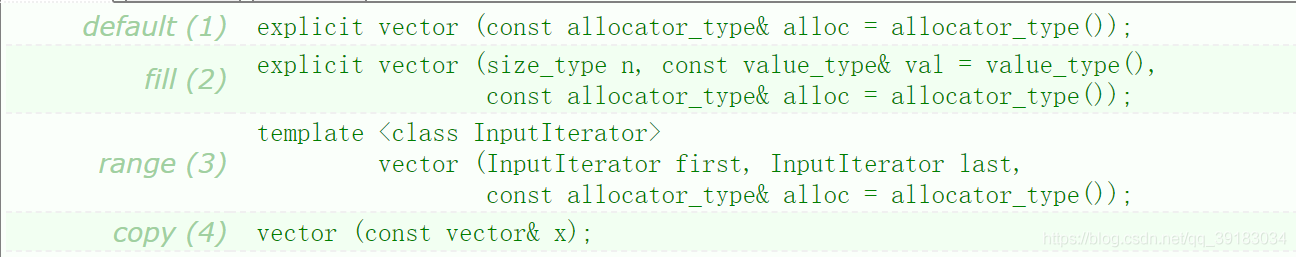 default (1) explicit vector (const allocator_type& alloc = allocator_type());
fill (2) explicit vector (size_type n, const value_type& val = value_type(),
const allocator_type& alloc = allocator_type());
template <class InputIterator>
range (3) vector (InputIterator first, InputIterator last,
const allocator_type& alloc = allocator_type());
copy (4) vector (const vector& x);
https://blog.csdn.net/qq_39183034